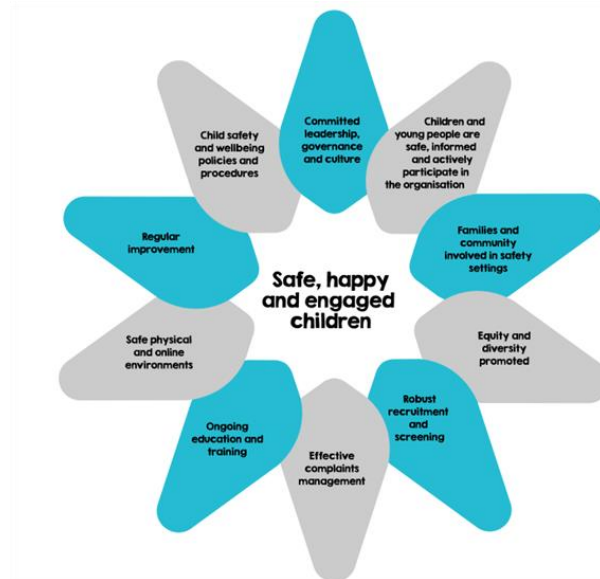 Committed
leadership,
governance
and culture
Children and
young people are
safe, informed
and actively
participate in
the organisation
Families and
community
involved in safety
settings
Equity and
diversity
promoted
Robust
recruitment
and
screening
Effective
complaints
management
Ongoing
education and
training
Safe physical
and online
environments
Regular
improvement
Child safety
and wellbeing
policies and
procedures
Safe, happy
and engaged
children